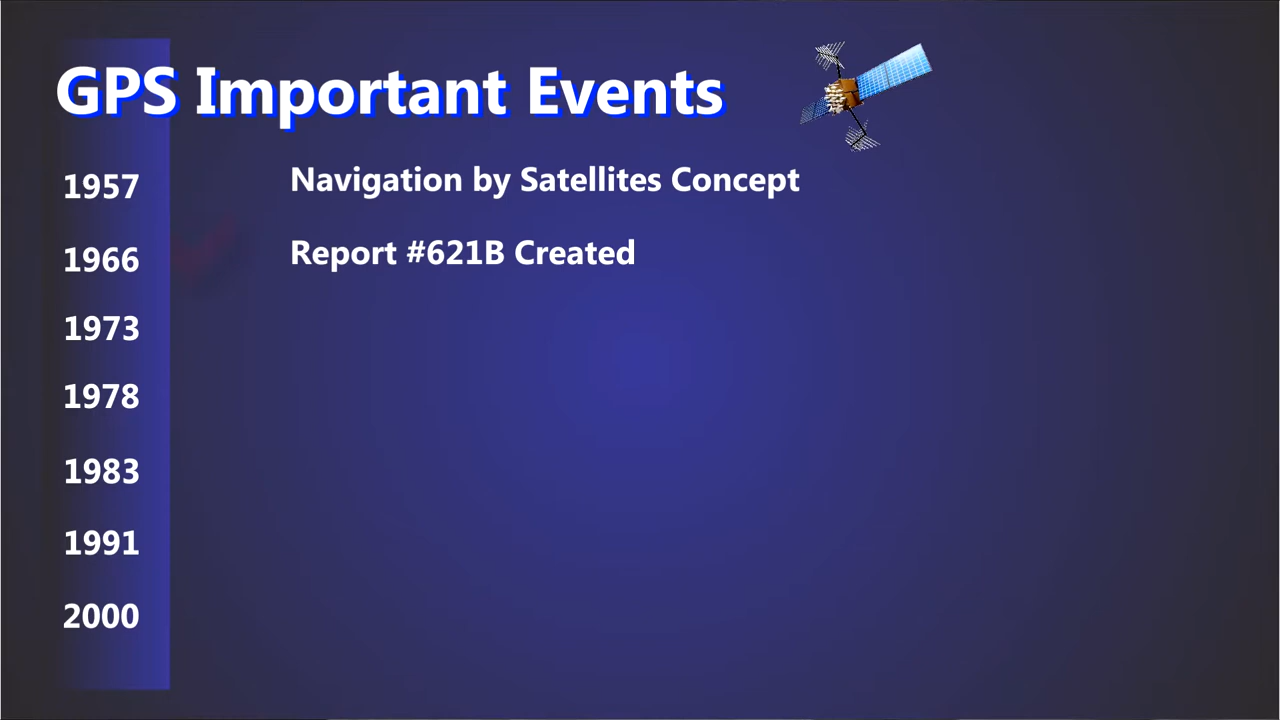 GPS Important Events
1957 Navigation by Satellites Concept
1966 Report #621B Created
1973
1978
1983
1991
2000